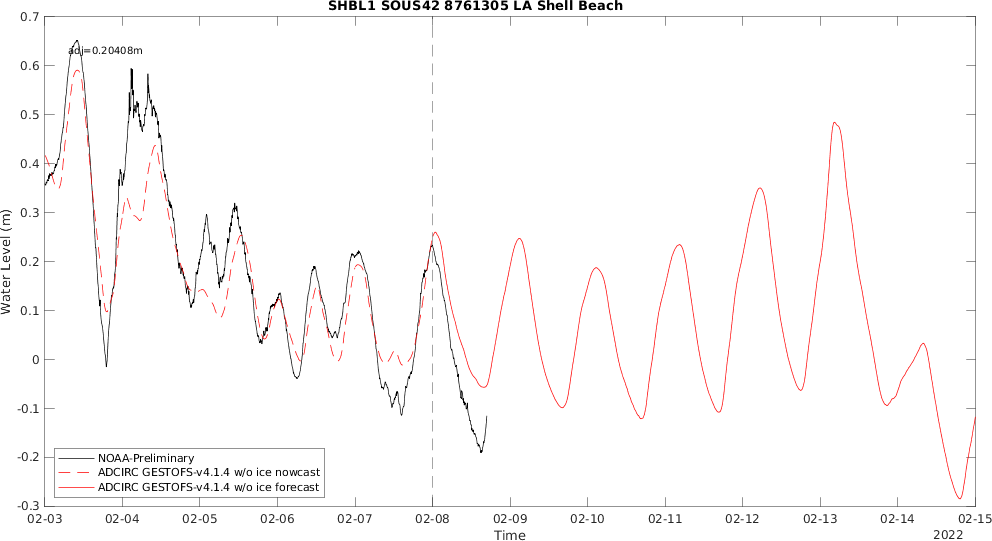 SHBL1 SOUS42 8761305 LA Shell Beach
adj=0.20408m
Water Level (m)
0.7
0.6
0.5
0.4
0.3
0.2
0.1
0
-0.1
-0.2
-0.3
NOAA-Preliminary
ADCIRC GESTOFS-v4.1.4 w/o ice nowcast
ADCIRC GESTOFS-v4.1.4 w/o ice forecast
02-03 02-04 02-05 02-06 02-07 02-08 02-09 02-10 02-11 02-12 02-13 02-14 02-15
Time
2022